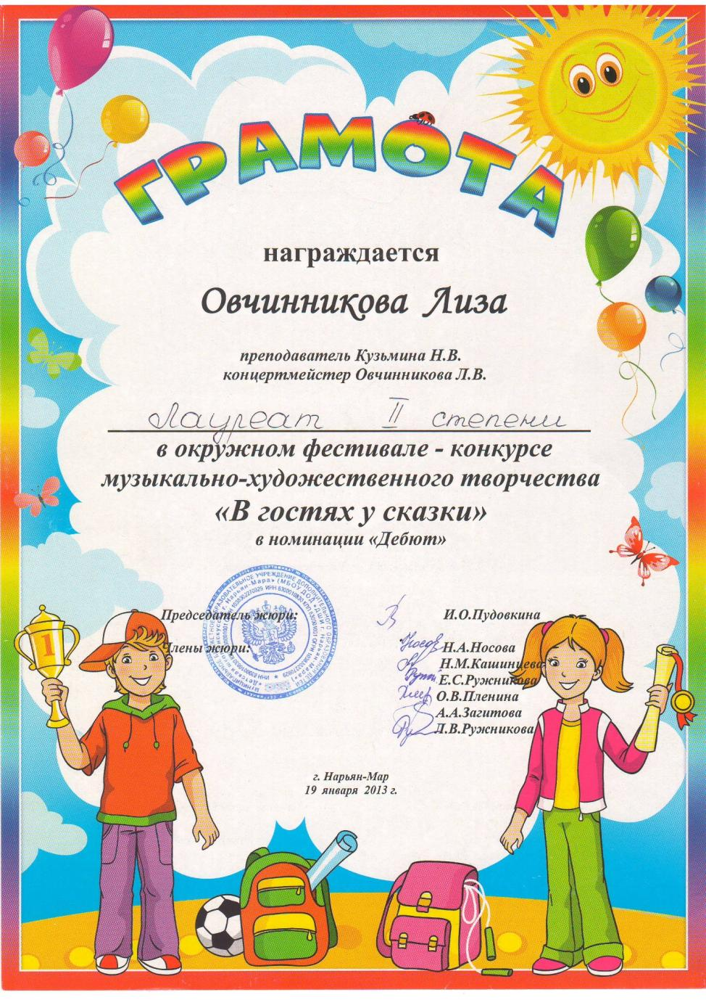 ГРАМОТА
награждается
Овчинникова Лиза
преподаватель Кузьмина Н.В.
концертмейстер Овчинникова Л.В.
Лауреат II степени
в окружном фестивале - конкурсе
музыкально-художественного творчества
«В гостях у сказки»
в номинации «Дебют»
Председатель жюри:
И.О.Пудовкина
Члены жюри:
Н.А.Носова
Н.М.Кашинцева
Е.С.Ружникова
О.В.Пленина
А.А.Загитова
Л.В.Ружникова
г. Нарьян-Мар
19 января 2013 г.
1